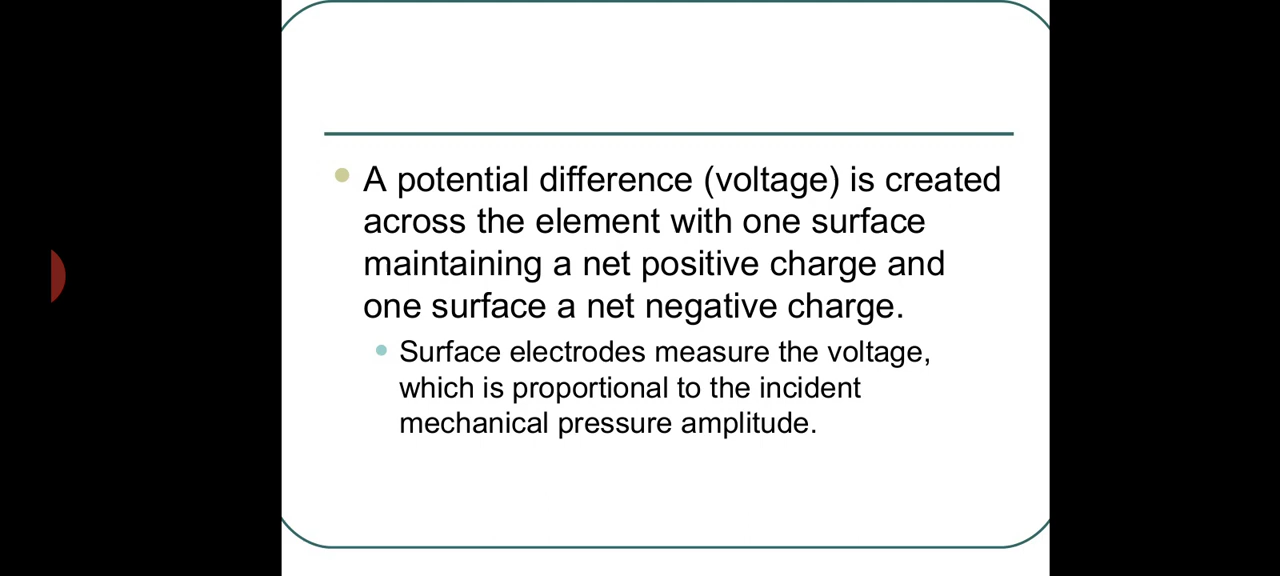 A potential difference (voltage) is created
across the element with one surface
maintaining a net positive charge and
one surface a net negative charge.
Surface electrodes measure the voltage,
which is proportional to the incident
mechanical pressure amplitude.